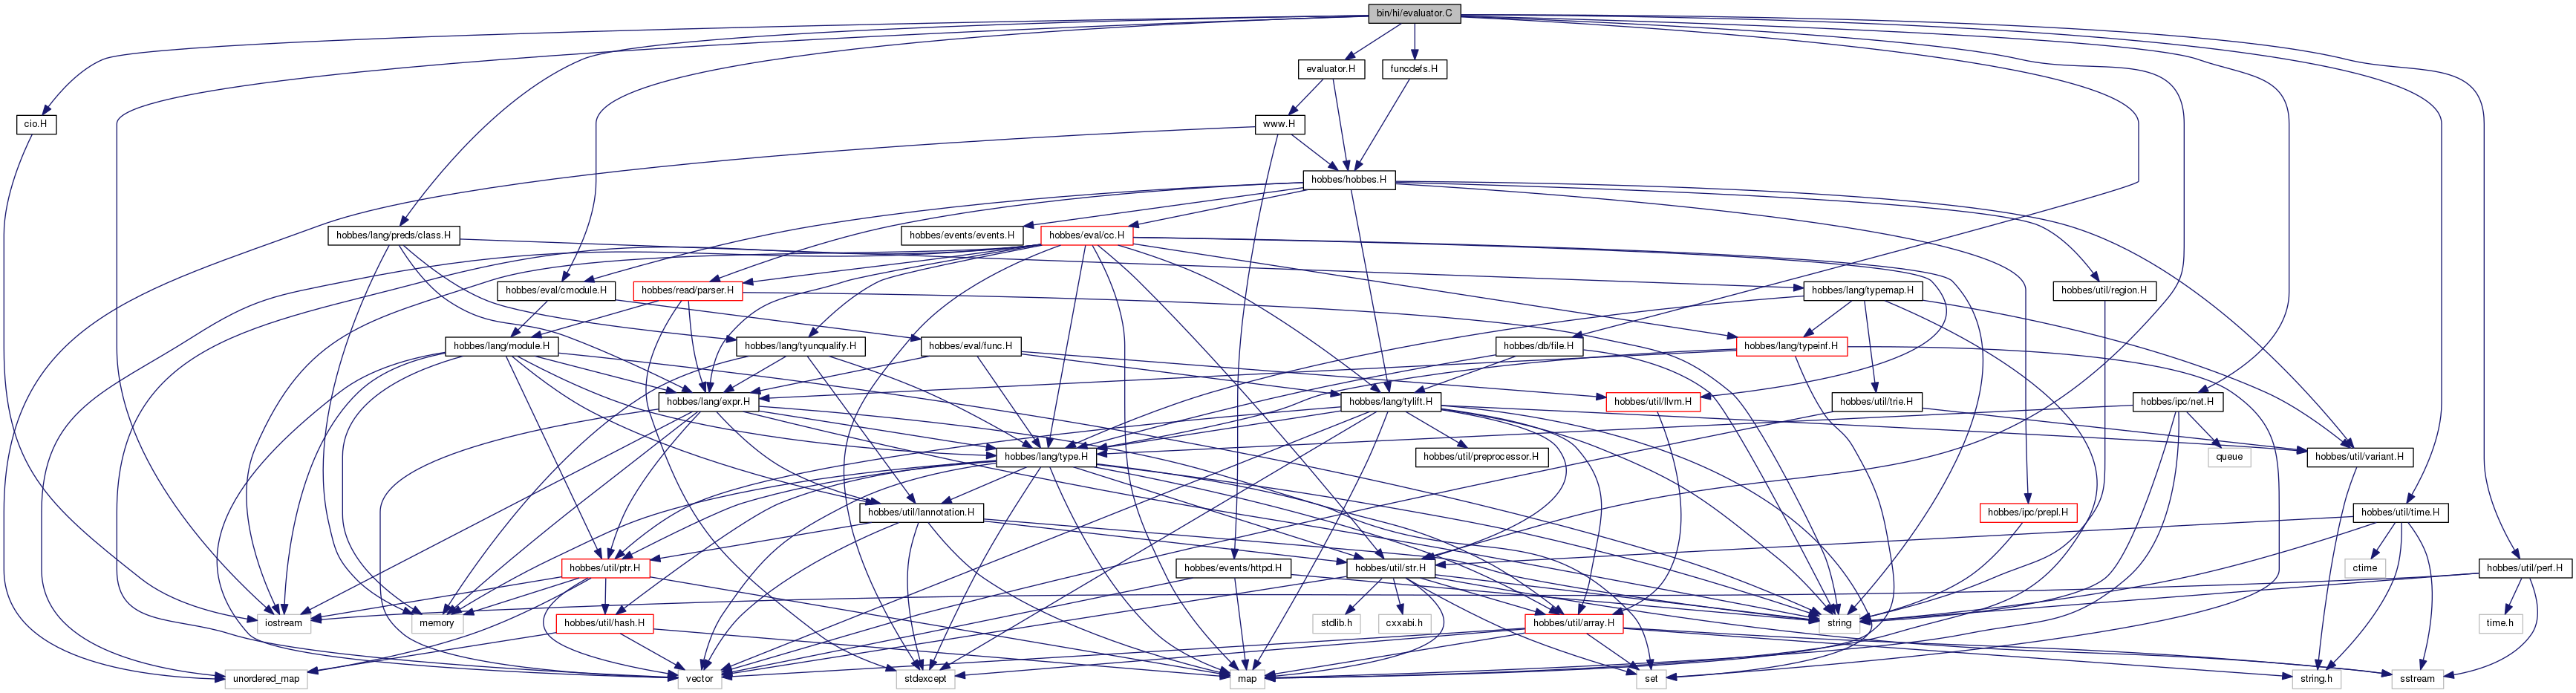 bin/hi/evaluator.C
evaluator.H
funcdefs.H
cio.H
www.H
hobbes/hobbes.H
hobbes/lang/preds/class.H
hobbes/events/events.H
hobbes/eval/cc.H
hobbes/eval/cmodule.H
hobbes/read/parser.H
hobbes/lang/typemap.H
hobbes/util/region.H
hobbes/lang/module.H
hobbes/lang/tyunqualify.H
hobbes/eval/func.H
hobbes/db/file.H
hobbes/lang/typeinf.H
hobbes/lang/expr.H
hobbes/util/llvm.H
hobbes/lang/tylift.H
hobbes/util/trie.H
hobbes/ipc/net.H
hobbes/lang/type.H
hobbes/util/preprocessor.H
queue
hobbes/util/variant.H
hobbes/util/lannotation.H
hobbes/ipc/prepl.H
hobbes/util/time.H
hobbes/util/ptr.H
hobbes/events/httpd.H
hobbes/util/str.H
ctime
hobbes/util/perf.H
iostream
memory
hobbes/util/hash.H
stdlib.h
cxxabi.h
hobbes/util/array.H
string
time.h
unordered_map
vector
stdexcept
map
set
string.h
sstream